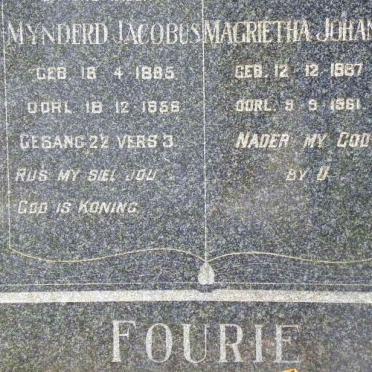 MYNDERD JACOBUS
GEB. 18 4 1885
OORL. 18 12 1956
GESANG 22 VERS 3
RUS MY SIEL JOU
GOD IS KONING.
MAGRIETHA JOHAN
GEB. 12 12 1887
OORL. 9 9 1961
NADER MY GOD
BY U
FOURIE